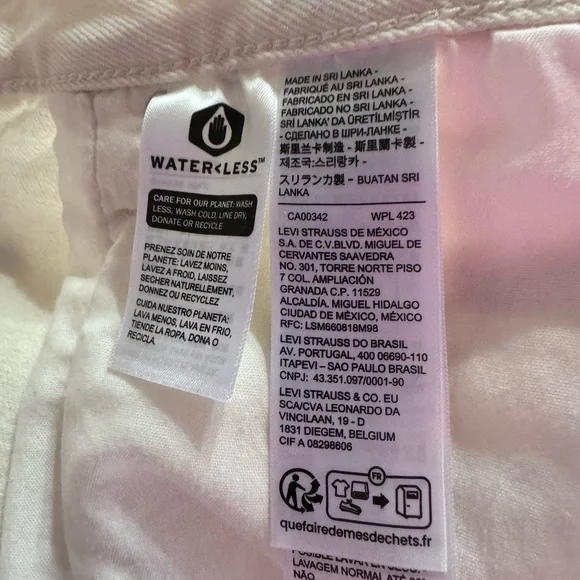 WATER<LESS™
CARE FOR OUR PLANET: WASH
LESS, WASH COLD, LINE DRY,
DONATE OR RECYCLE
PRENEZ SOIN DE NOTRE
PLANETE: LAVEZ MOINS,
LAVEZ A FROID, LAISSEZ
SECHER NATURELLEMENT,
DONNEZ OU RECYCLEZ
CUIDA NUESTRO PLANETA:
LAVA MENOS, LAVA EN FRIO,
TIENDE LA ROPA, DONA O
RECICLA
MADE IN SRI LANKA -
FABRIQUÉ AU SRI LANKA -
FABRICADO EN SRI LANKA -
FABRICADO NO SRI LANKA -
SRİ LANKA' DA ÜRETİLMİŞTİR
- СДЕЛАНО В ШРИ-ЛАНКЕ -
斯里兰卡制造 - 斯里蘭卡製造 -
제조국:스리랑카 -
スリランカ製 - BUATAN SRI
LANKA
CA00342 WPL 423
LEVI STRAUSS DE MÉXICO
S.A. DE C.V.BLVD. MIGUEL DE
CERVANTES SAAVEDRA
NO. 301, TORRE NORTE PISO
7 COL. AMPLIACIÓN
GRANADA C.P. 11529
ALCALDÍA. MIGUEL HIDALGO
CIUDAD DE MÉXICO, MÉXICO
RFC: LSM660818M98
LEVI STRAUSS DO BRASIL
AV. PORTUGAL, 400 06690-110
ITAPEVI – SAO PAULO BRASIL
CNPJ: 43.351.097/0001-90
LEVI STRAUSS & CO. EU
SCA/CVA LEONARDO DA
VINCILAAN, 19 - D
1831 DIEGEM, BELGIUM
CIF A 08298606
FR
quefairedemesdechets.fr
LAVAGEM NORMAL ATÉ
NÃO